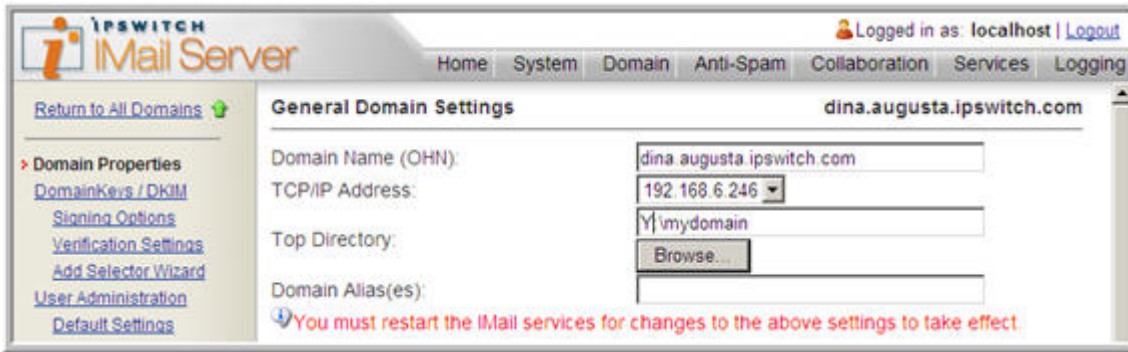 IPSWITCH
IMail Server
Logged in as: localhost | Logout
Home System Domain Anti-Spam Collaboration Services Logging
Return to All Domains
General Domain Settings dina.augusta.ipswitch.com
Domain Properties
DomainKeys / DKIM
Signing Options
Verification Settings
Add Selector Wizard
User Administration
Default Settings
Domain Name (OHN): dina.augusta.ipswitch.com
TCP/IP Address: 192.168.6.246
Top Directory: Y:\mydomain
Browse...
Domain Alias(es):
You must restart the IMail services for changes to the above settings to take effect.